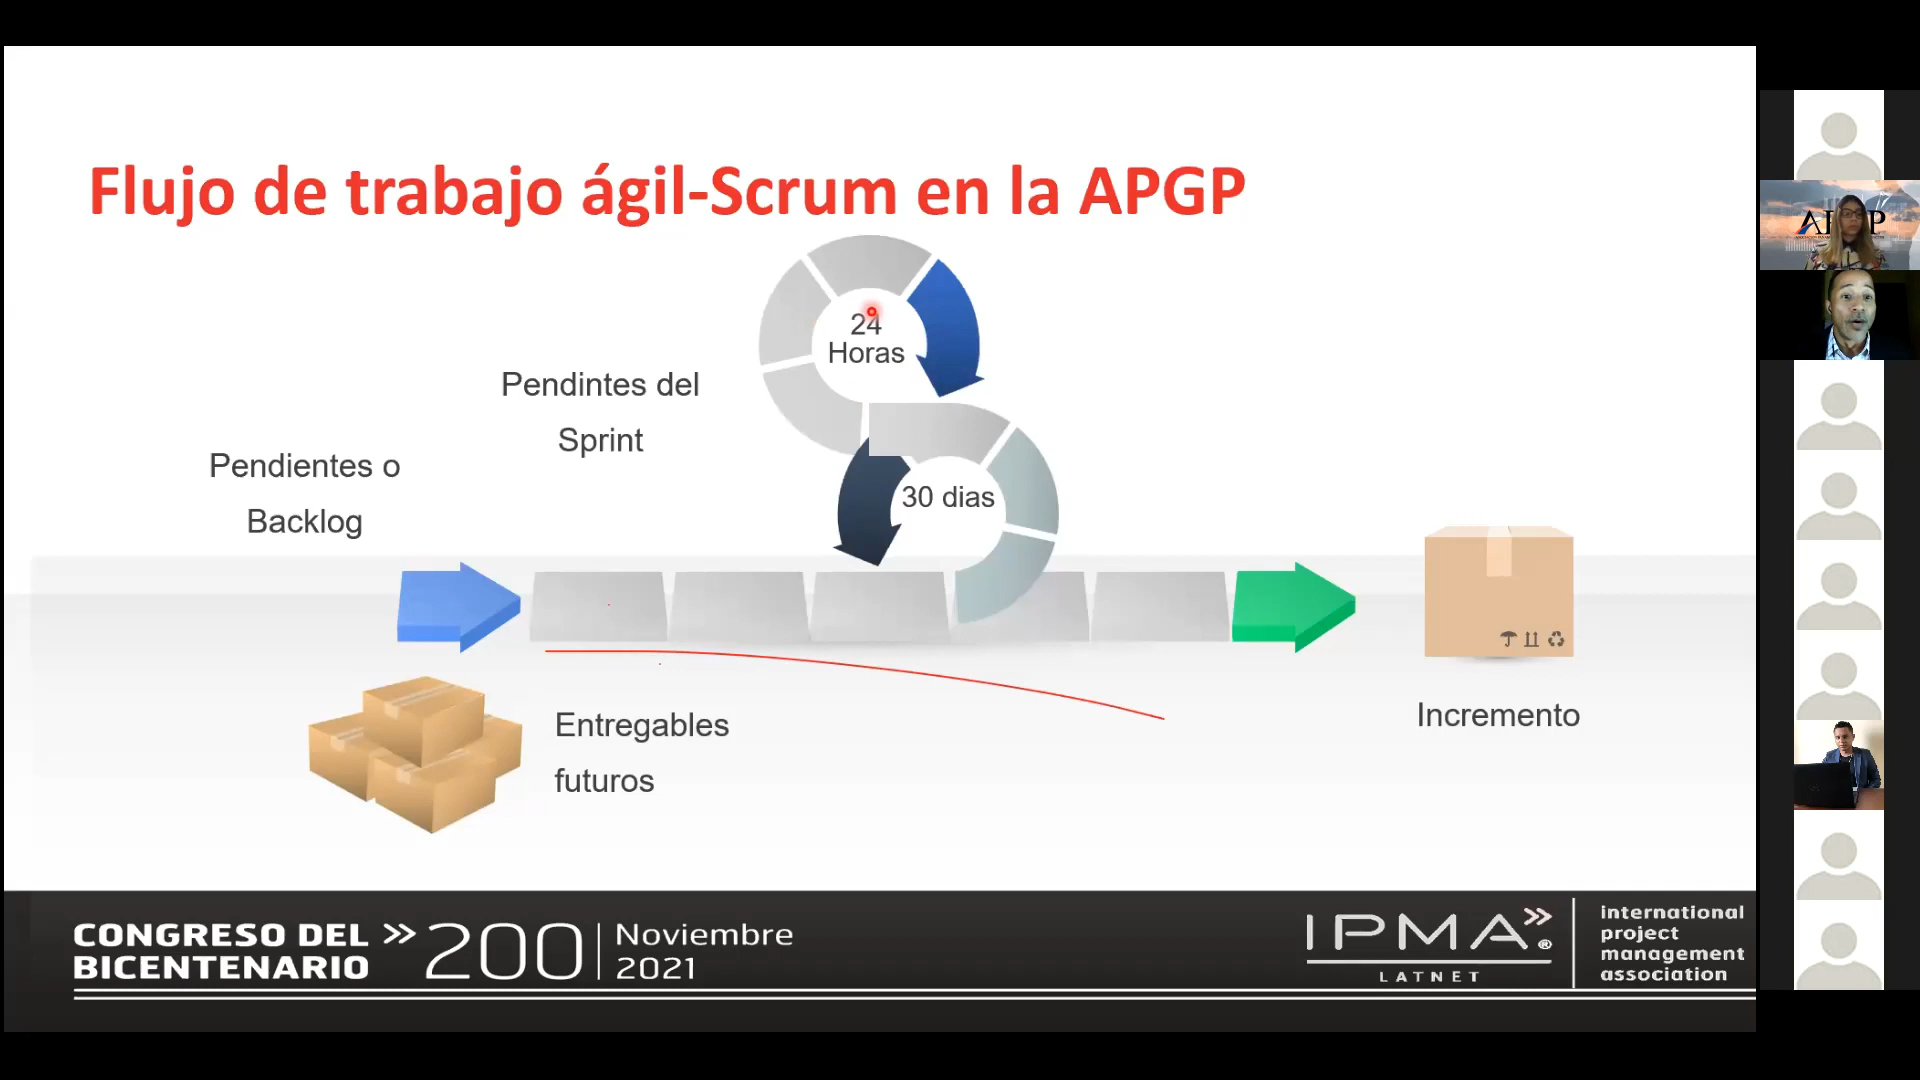 Flujo de trabajo ágil-Scrum en la APGP
24
Horas
Pendintes del
Sprint
Pendientes o
Backlog
30 dias
Entregables
futuros
Incremento
CONGRESO DEL
BICENTENARIO
200
Noviembre
2021
IPMA®
LATNET
international
project
management
association